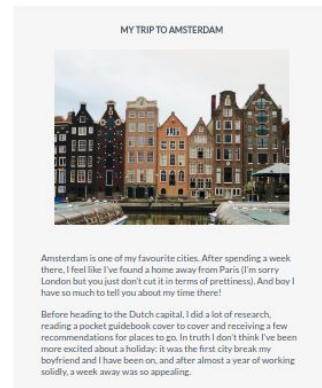 MY TRIP TO AMSTERDAM
Amsterdam is one of my favourite cities. After spending a week
there, I feel like I've found a home away from Paris (I'm sorry
London but you just don't cut it in terms of prettiness). And boy I
have so much to tell you about my time there!
Before heading to the Dutch capital, I did a lot of research,
reading a pocket guidebook cover to cover and receiving a few
recommendations for places to go. In truth I don't think I've been
more excited about a holiday: it was the first city break my
boyfriend and I have been on, and after almost a year of working
solidly, a week away was so appealing.